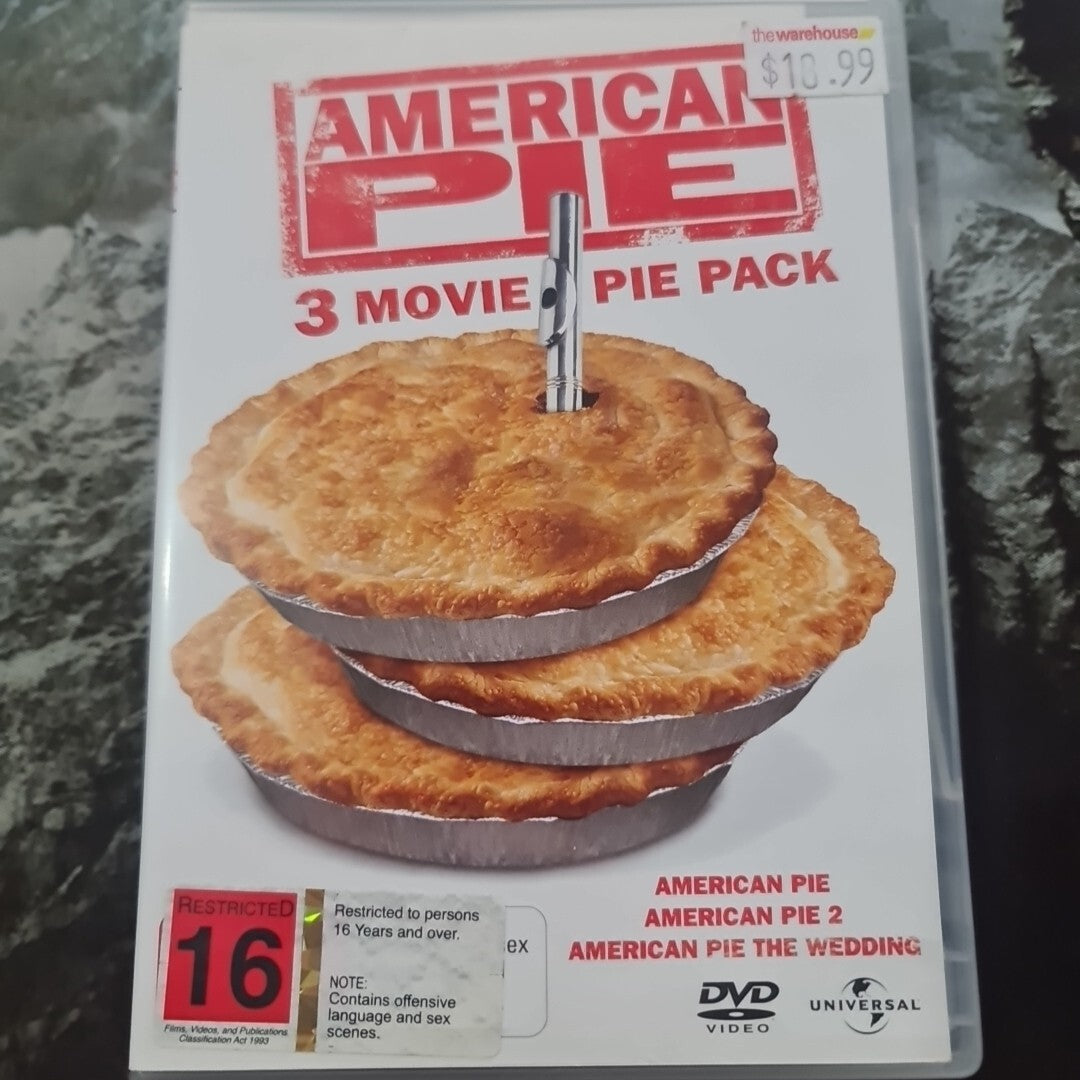 thewarehouse
$10.99
AMERICAN
PIE
3 MOVIE PIE PACK
AMERICAN PIE
AMERICAN PIE 2
AMERICAN PIE THE WEDDING
RESTRICTED
16
Films, Videos, and Publications
Classification Act 1993
Restricted to persons
16 Years and over.
NOTE:
Contains offensive
language and sex
scenes.
DVD
VIDEO
UNIVERSAL